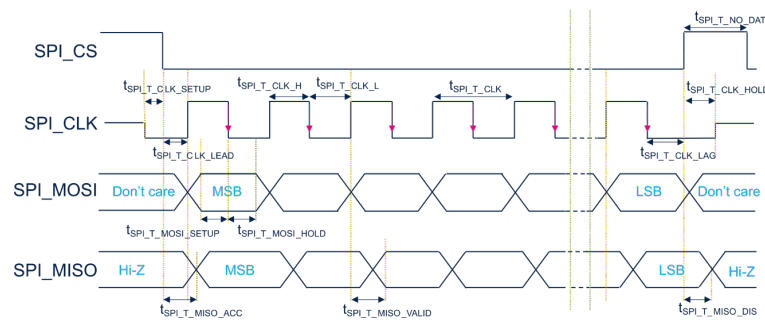 tSPI_T_NO_DAT
SPI_CS
tSPI_T_CLK_SETUP
tSPI_T_CLK_H
tSPI_T_CLK_L
tSPI_T_CLK
tSPI_T_CLK_HOLD
SPI_CLK
tSPI_T_CLK_LEAD
tSPI_T_CLK_LAG
SPI_MOSI
Don't care
MSB
LSB
Don't care
tSPI_T_MOSI_SETUP
tSPI_T_MOSI_HOLD
SPI_MISO
Hi-Z
MSB
LSB
Hi-Z
tSPI_T_MISO_ACC
tSPI_T_MISO_VALID
tSPI_T_MISO_DIS